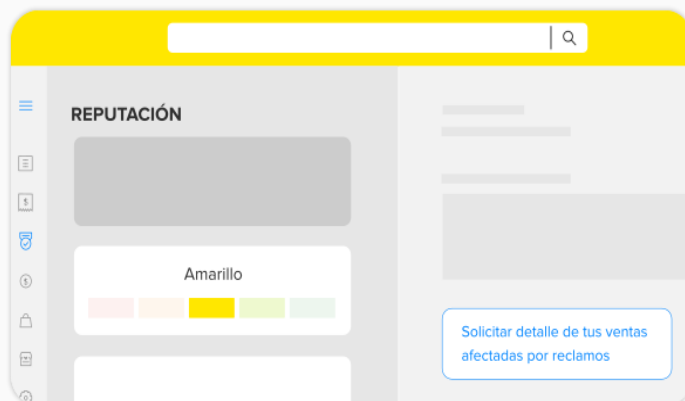 REPUTACIÓN
Amarillo
Solicitar detalle de tus ventas
afectadas por reclamos